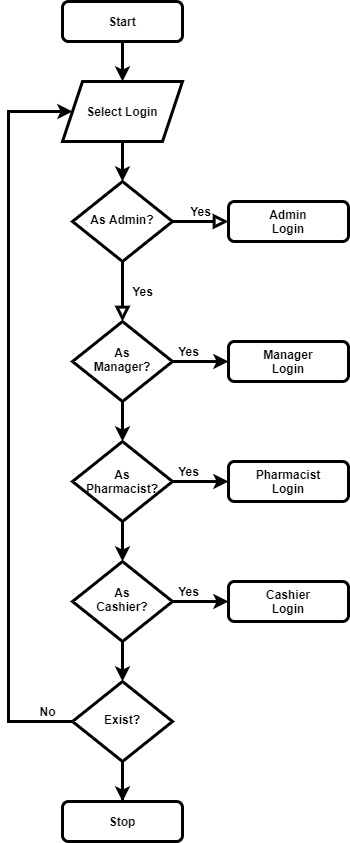 Start
Select Login
As Admin?
Yes
Admin
Login
Yes
As
Manager?
Yes
Manager
Login
As
Pharmacist?
Yes
Pharmacist
Login
As
Cashier?
Yes
Cashier
Login
No
Exist?
Stop